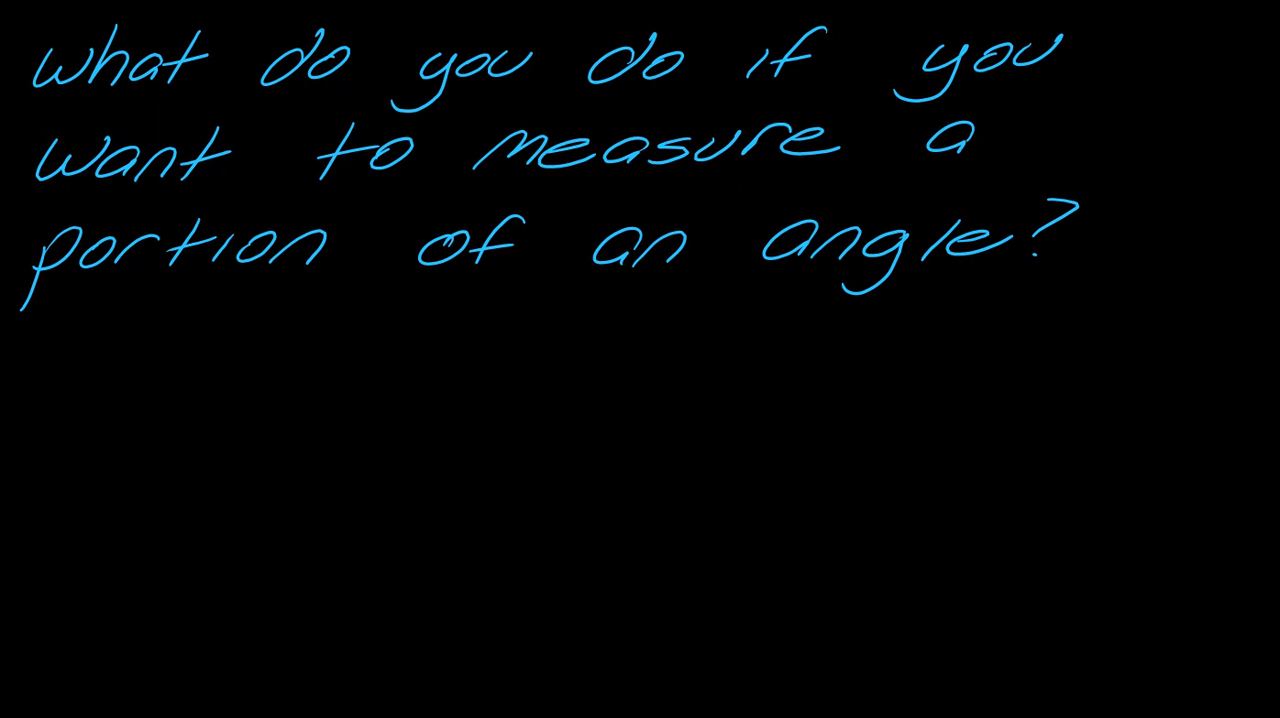 what do you do if you
want to measure a
portion of an angle?